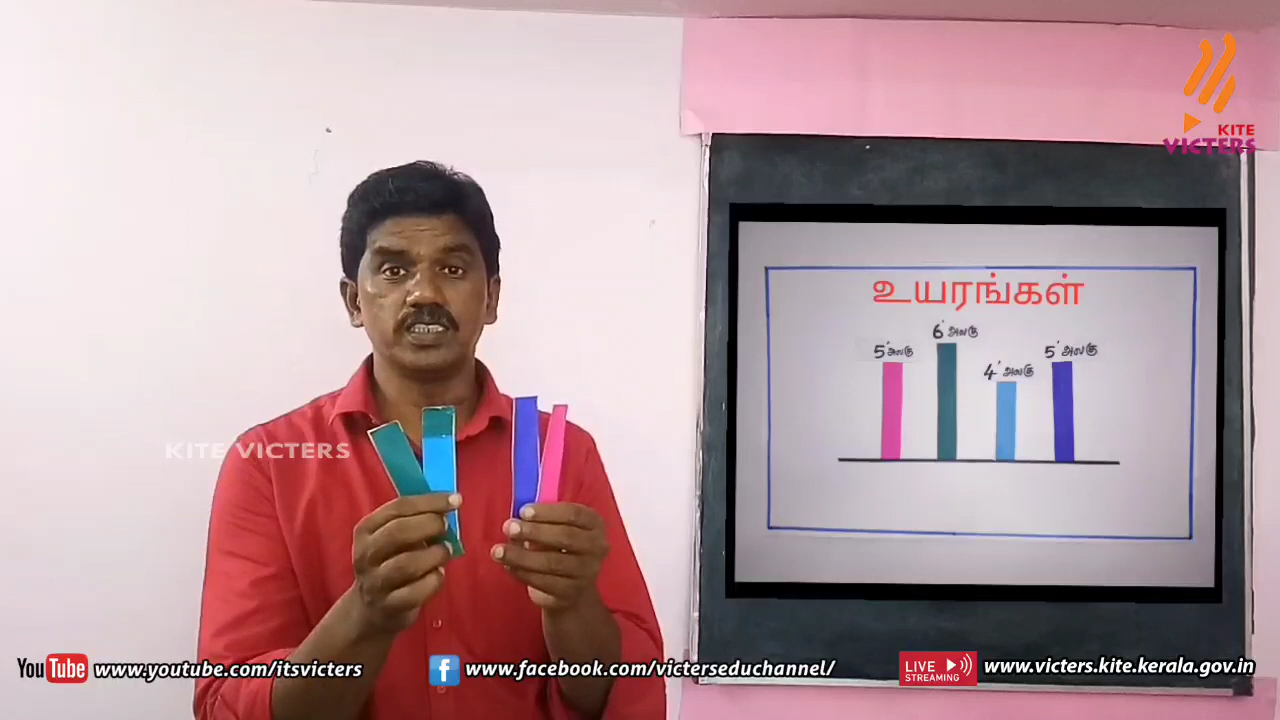 KITE
VICTERS
உயரங்கள்
6' அலகு
5' அலகு
5' அலகு
4' அலகு
KITE VICTERS
YouTube www.youtube.com/itsvicters
f www.facebook.com/victerseduchannel/
LIVE STREAMING
www.victers.kite.kerala.gov.in